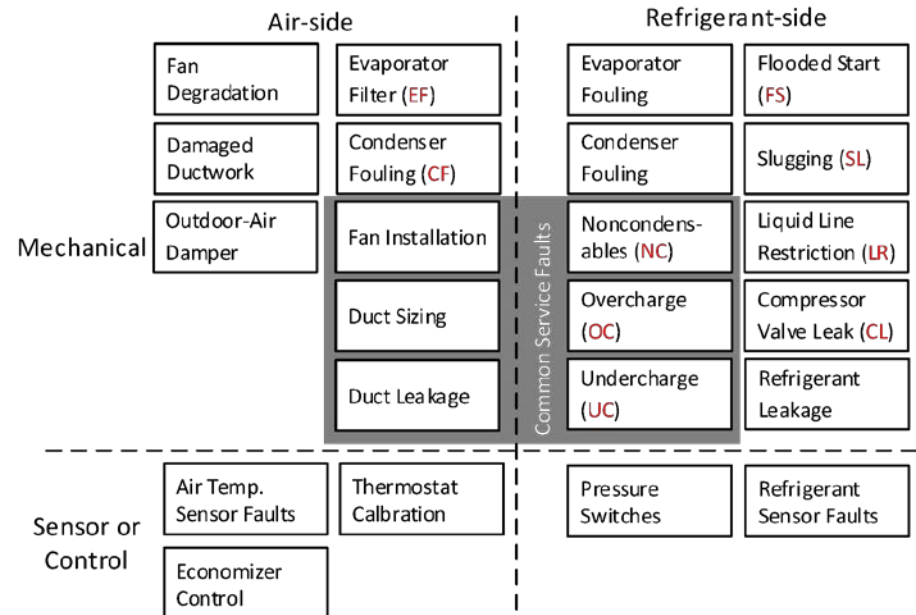 Air-side
Refrigerant-side
Mechanical
Fan
Degradation
Evaporator
Filter (EF)
Evaporator
Fouling
Flooded Start
(FS)
Damaged
Ductwork
Condenser
Fouling (CF)
Condenser
Fouling
Slugging (SL)
Outdoor-Air
Damper
Fan Installation
Common Service Faults
Noncondens-
ables (NC)
Liquid Line
Restriction (LR)
Duct Sizing
Overcharge
(OC)
Compressor
Valve Leak (CL)
Duct Leakage
Undercharge
(UC)
Refrigerant
Leakage
Sensor or
Control
Air Temp.
Sensor Faults
Thermostat
Calbration
Pressure
Switches
Refrigerant
Sensor Faults
Economizer
Control